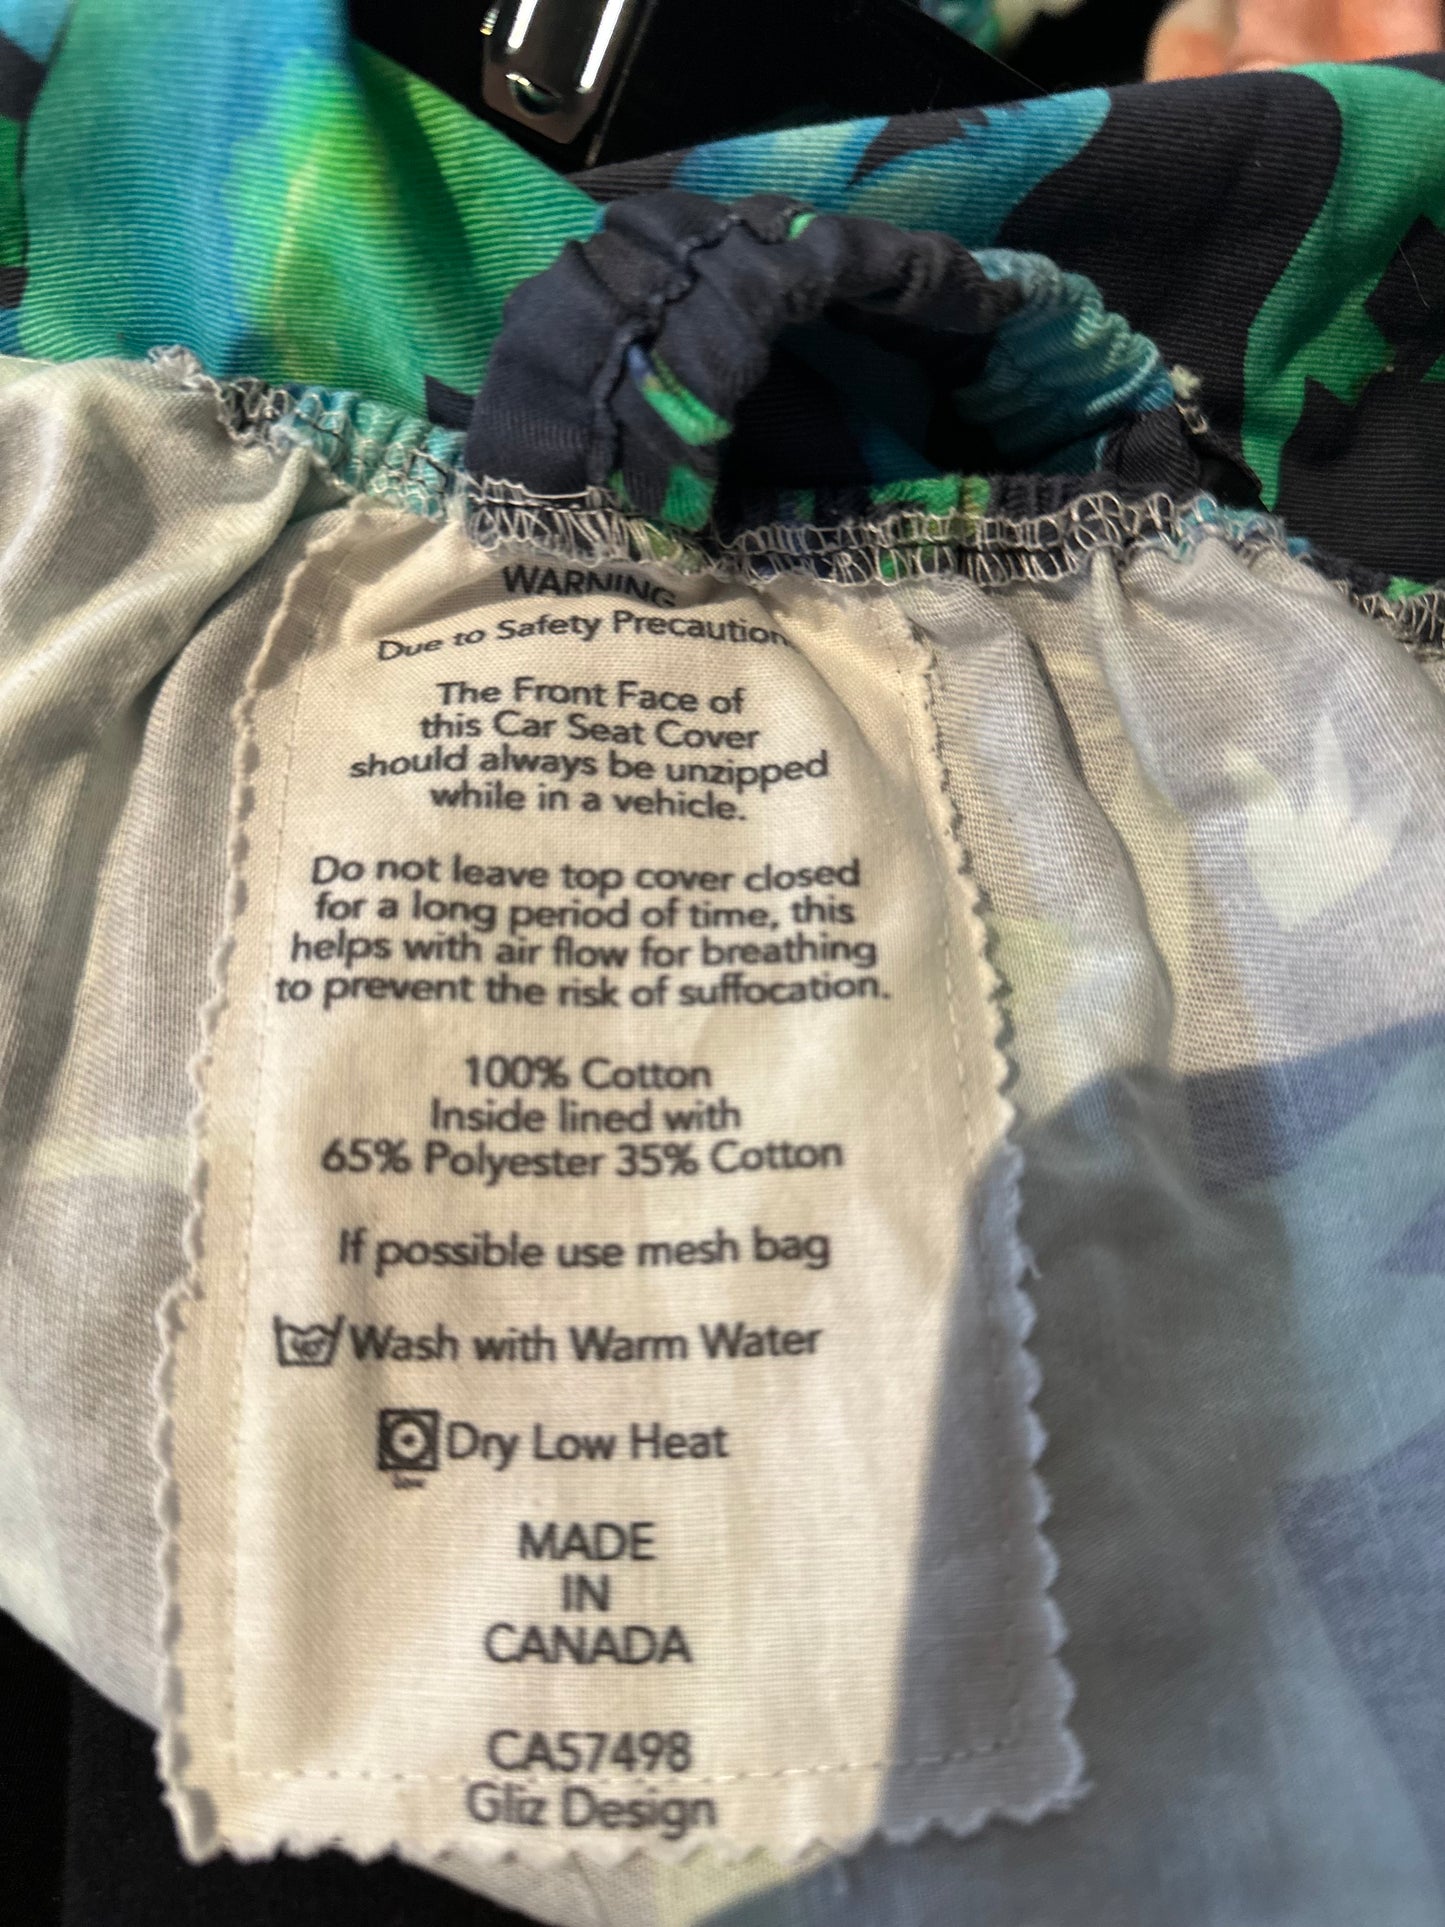 WARNING
Due to Safety Precaution
The Front Face of
this Car Seat Cover
should always be unzipped
while in a vehicle.
Do not leave top cover closed
for a long period of time, this
helps with air flow for breathing
to prevent the risk of suffocation.
100% Cotton
Inside lined with
65% Polyester 35% Cotton
If possible use mesh bag
Wash with Warm Water
Dry Low Heat
Low
MADE
IN
CANADA
CA57498
Gliz Design